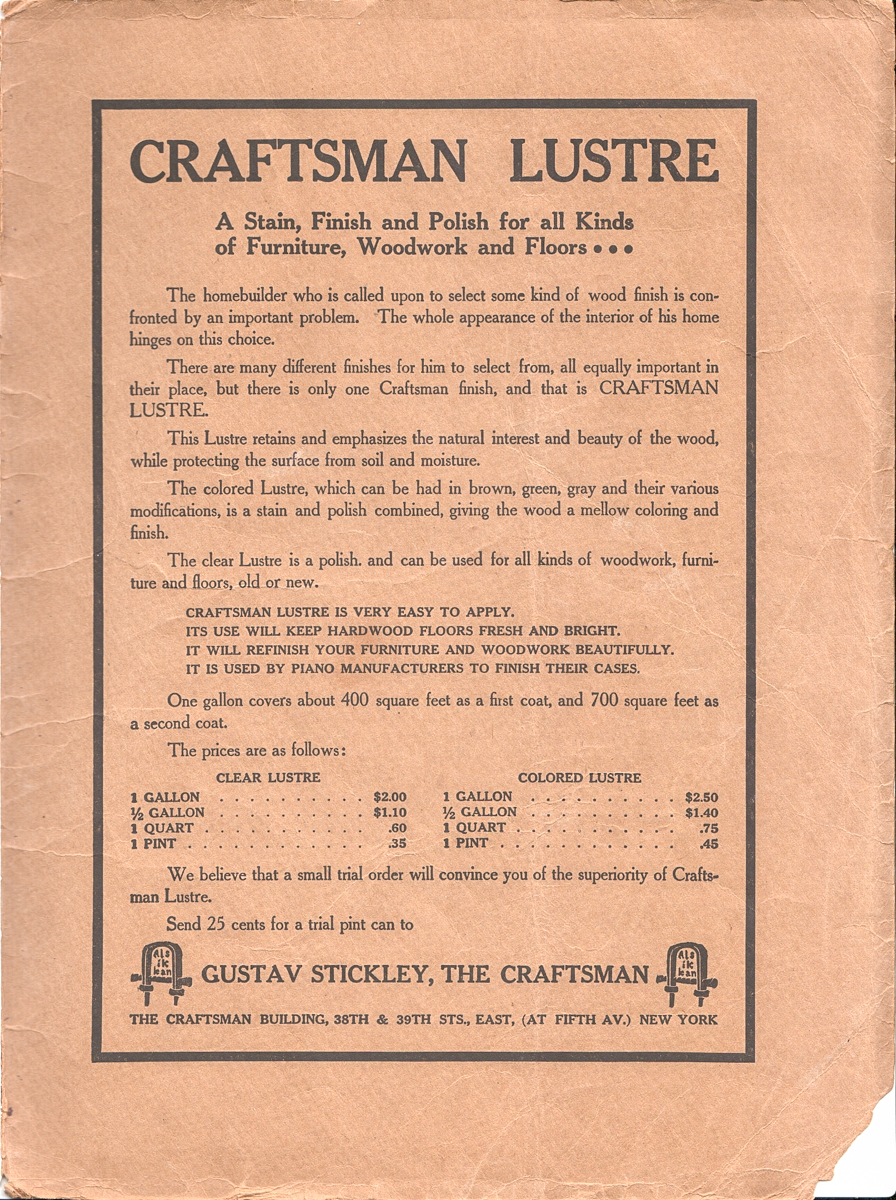 CRAFTSMAN LUSTRE
A Stain, Finish and Polish for all Kinds
of Furniture, Woodwork and Floors • • •
The homebuilder who is called upon to select some kind of wood finish is con-
fronted by an important problem. The whole appearance of the interior of his home
hinges on this choice.
There are many different finishes for him to select from, all equally important in
their place, but there is only one Craftsman finish, and that is CRAFTSMAN
LUSTRE.
This Lustre retains and emphasizes the natural interest and beauty of the wood,
while protecting the surface from soil and moisture.
The colored Lustre, which can be had in brown, green, gray and their various
modifications, is a stain and polish combined, giving the wood a mellow coloring and
finish.
The clear Lustre is a polish. and can be used for all kinds of woodwork, furni-
ture and floors, old or new.
CRAFTSMAN LUSTRE IS VERY EASY TO APPLY.
ITS USE WILL KEEP HARDWOOD FLOORS FRESH AND BRIGHT.
IT WILL REFINISH YOUR FURNITURE AND WOODWORK BEAUTIFULLY.
IT IS USED BY PIANO MANUFACTURERS TO FINISH THEIR CASES.
One gallon covers about 400 square feet as a first coat, and 700 square feet as
a second coat.
The prices are as follows:
CLEAR LUSTRE
1 GALLON . . . . . . . . . . $2.00
½ GALLON . . . . . . . . . . $1.10
1 QUART . . . . . . . . . . . .60
1 PINT . . . . . . . . . . . . .35
COLORED LUSTRE
1 GALLON . . . . . . . . . . $2.50
½ GALLON . . . . . . . . . . $1.40
1 QUART . . . . . . . . . . . .75
1 PINT . . . . . . . . . . . . .45
We believe that a small trial order will convince you of the superiority of Crafts-
man Lustre.
Send 25 cents for a trial pint can to
Als
ik
kan
GUSTAV STICKLEY, THE CRAFTSMAN
Als
ik
kan
THE CRAFTSMAN BUILDING, 38TH & 39TH STS., EAST, (AT FIFTH AV.) NEW YORK